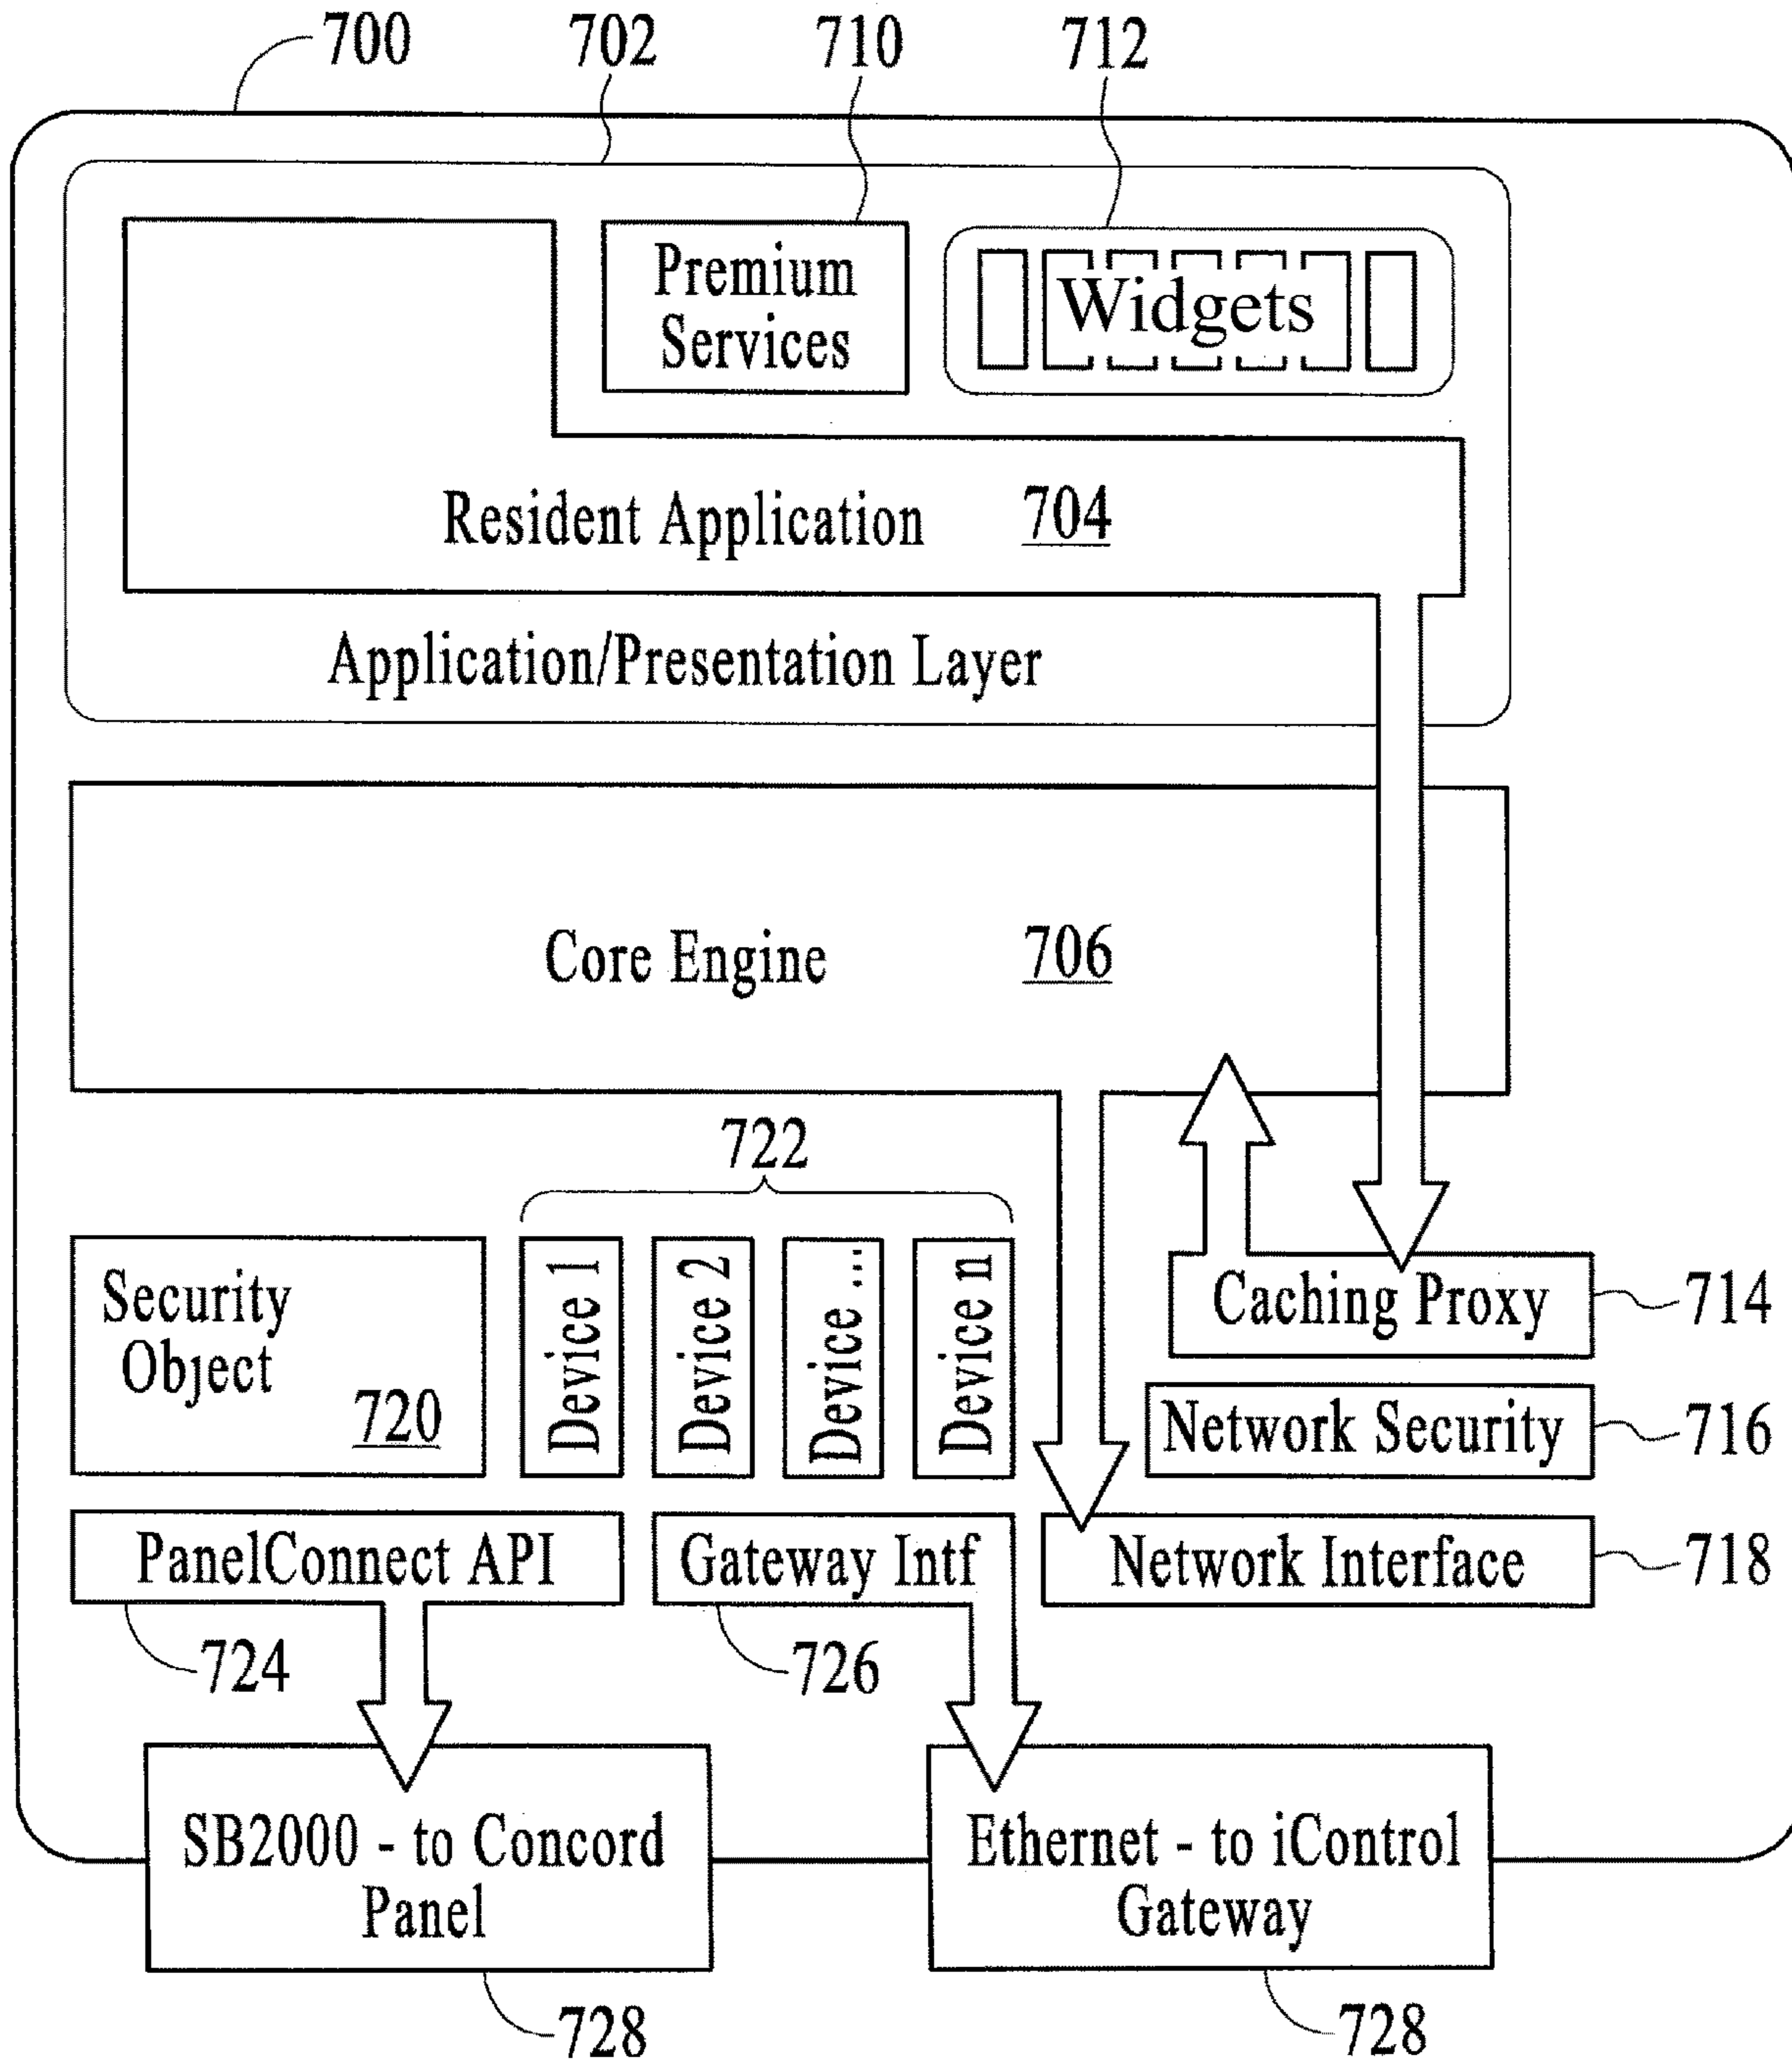 700
702
710
712
Premium
Services
Widgets
Resident Application 704
Application/Presentation Layer
Core Engine 706
722
Security
Object
720
Device 1
Device 2
Device ...
Device n
Caching Proxy
714
Network Security
716
PanelConnect API
Gateway Intf
Network Interface
718
724
726
SB2000 - to Concord
Panel
Ethernet - to iControl
Gateway
728
728